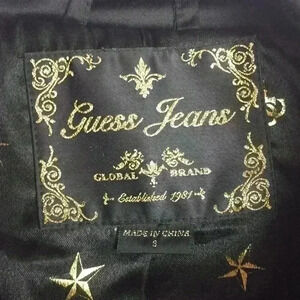 Guess Jeans
GLOBAL BRAND
Established 1981
MADE IN CHINA
S